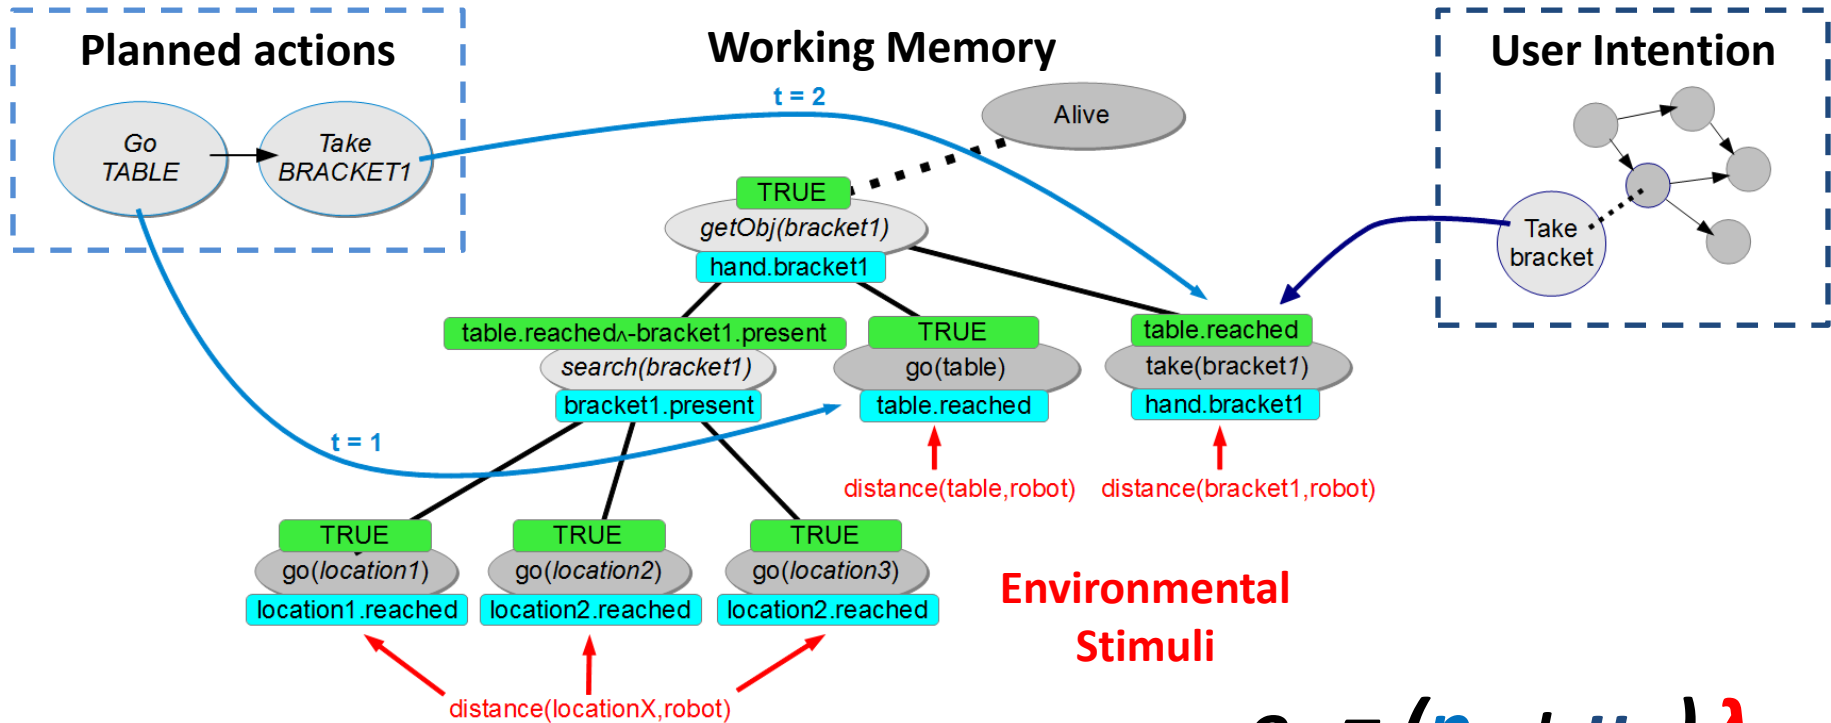 Planned actions
Go
TABLE
Take
BRACKET1
Working Memory
t = 2
Alive
User Intention
Take
bracket
TRUE
getObj(bracket1)
hand.bracket1
table.reached∧-bracket1.present
search(bracket1)
bracket1.present
TRUE
go(table)
table.reached
table.reached
take(bracket1)
hand.bracket1
t = 1
distance(table,robot)
distance(bracket1,robot)
TRUE
go(location1)
location1.reached
TRUE
go(location2)
location2.reached
TRUE
go(location3)
location2.reached
Environmental
Stimuli
distance(locationX,robot)